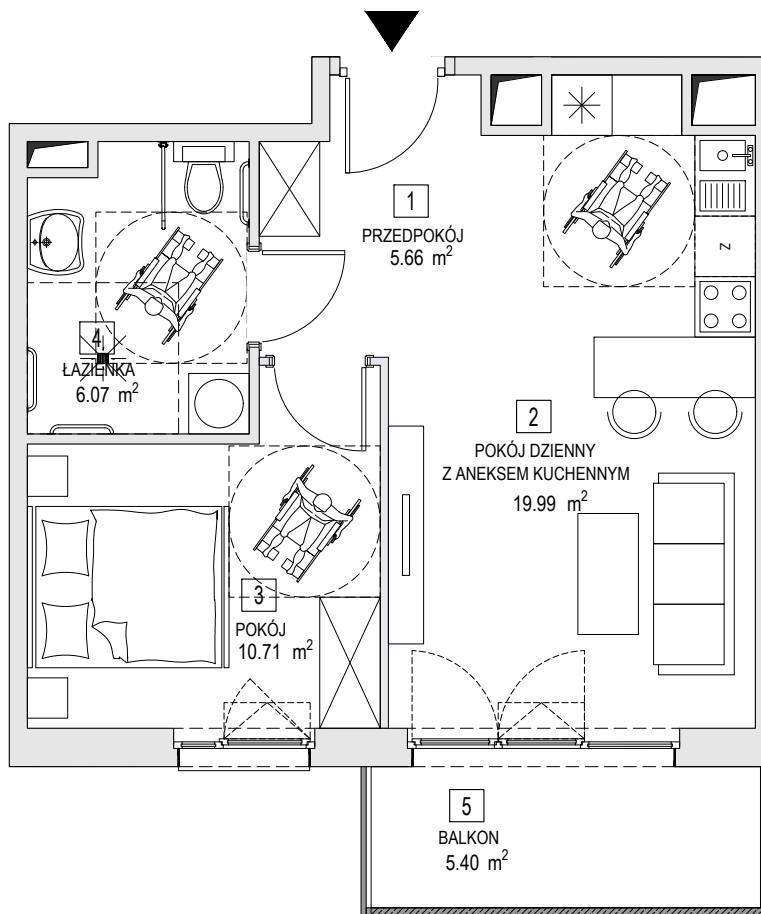 1
PRZEDPOKÓJ
5.66 m²
Z
4
ŁAZIENKA
6.07 m²
2
POKÓJ DZIENNY
Z ANEKSEM KUCHENNYM
19.99 m²
3
POKÓJ
10.71 m²
5
BALKON
5.40 m²